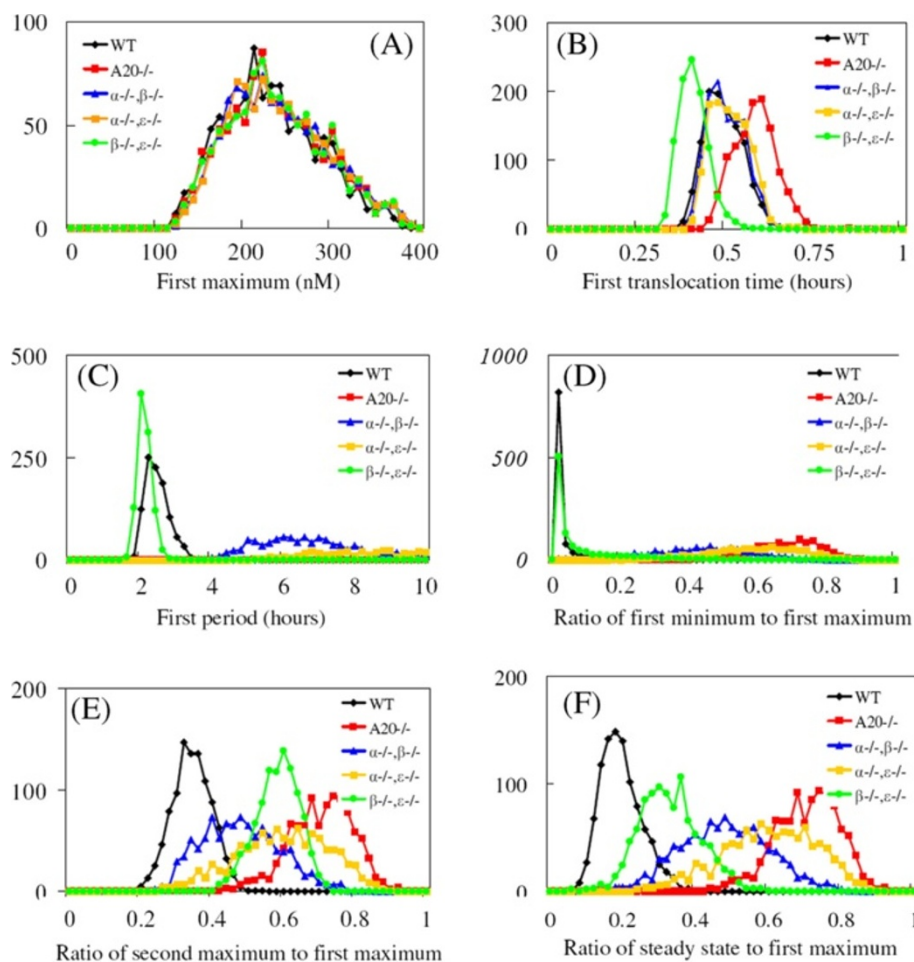 100
(A)
WT
A20-/-
α-/-,β-/-
α-/-,ε-/-
β-/-,ε-/-
50
0
0 100 200 300 400
First maximum (nM)
300
(B)
WT
A20-/-
α-/-,β-/-
α-/-,ε-/-
β-/-,ε-/-
200
100
0
0 0.25 0.5 0.75 1
First translocation time (hours)
500
(C)
WT
A20-/-
α-/-,β-/-
α-/-,ε-/-
β-/-,ε-/-
250
0
0 2 4 6 8 10
First period (hours)
1000
(D)
WT
A20-/-
α-/-,β-/-
α-/-,ε-/-
β-/-,ε-/-
500
0
0 0.2 0.4 0.6 0.8 1
Ratio of first minimum to first maximum
200
(E)
WT
A20-/-
α-/-,β-/-
α-/-,ε-/-
β-/-,ε-/-
100
0
0 0.2 0.4 0.6 0.8 1
Ratio of second maximum to first maximum
200
(F)
WT
A20-/-
α-/-,β-/-
α-/-,ε-/-
β-/-,ε-/-
100
0
0 0.2 0.4 0.6 0.8 1
Ratio of steady state to first maximum